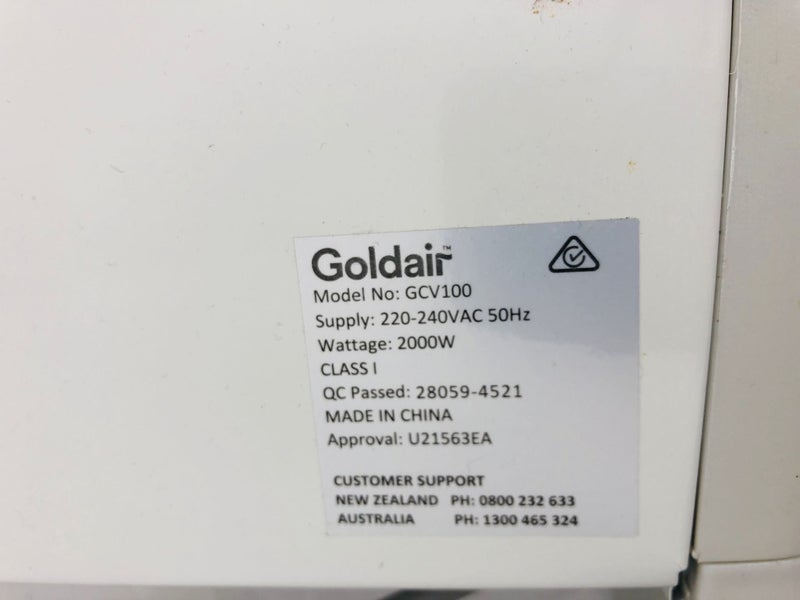 Goldair™
Model No: GCV100
Supply: 220-240VAC 50Hz
Wattage: 2000W
CLASS I
QC Passed: 28059-4521
MADE IN CHINA
Approval: U21563EA
CUSTOMER SUPPORT
NEW ZEALAND PH: 0800 232 633
AUSTRALIA PH: 1300 465 324